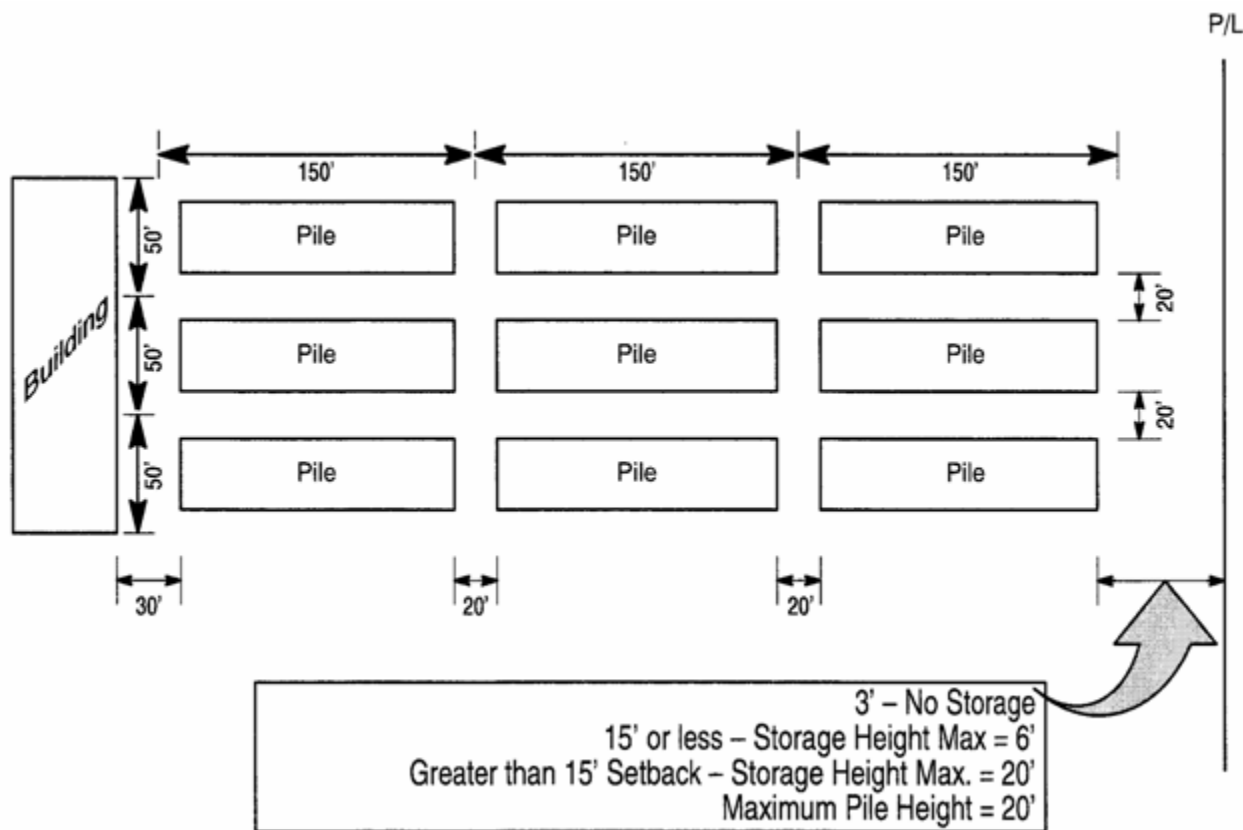 P/L
150'
150'
150'
50'
Pile
Pile
Pile
20'
Building
50'
Pile
Pile
Pile
20'
50'
Pile
Pile
Pile
30'
20'
20'
3' – No Storage
15' or less – Storage Height Max = 6'
Greater than 15' Setback – Storage Height Max. = 20'
Maximum Pile Height = 20'